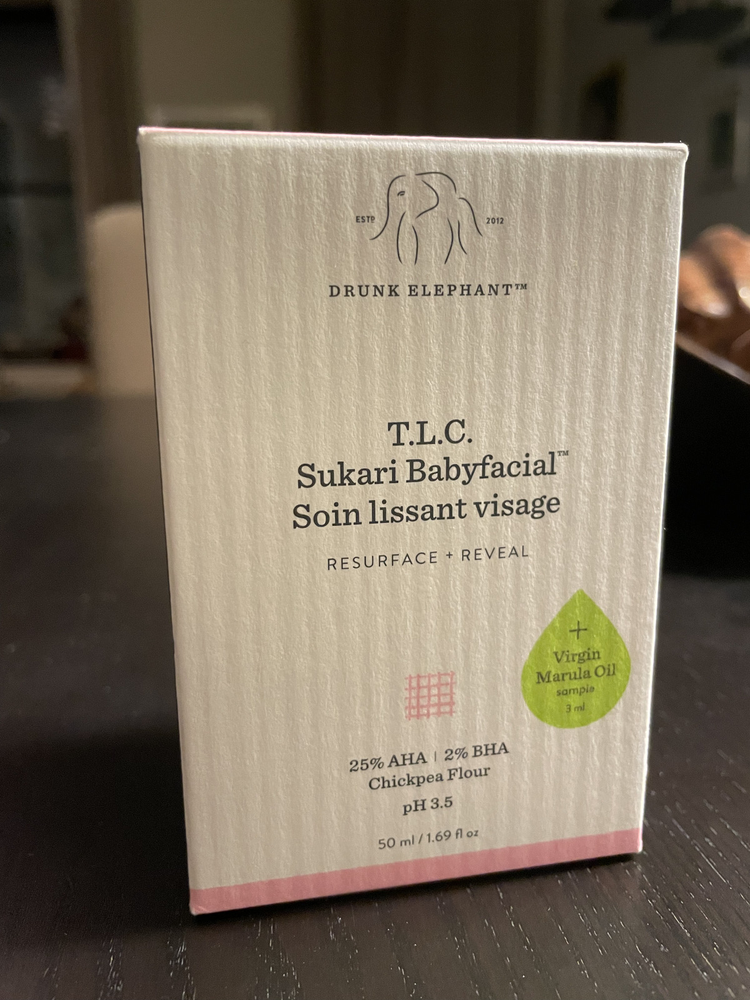 ESTD 2012
DRUNK ELEPHANT™
T.L.C.
Sukari Babyfacial™
Soin lissant visage
RESURFACE + REVEAL
+
Virgin
Marula Oil
sample
3 ml
25% AHA | 2% BHA
Chickpea Flour
pH 3.5
50 ml / 1.69 fl oz